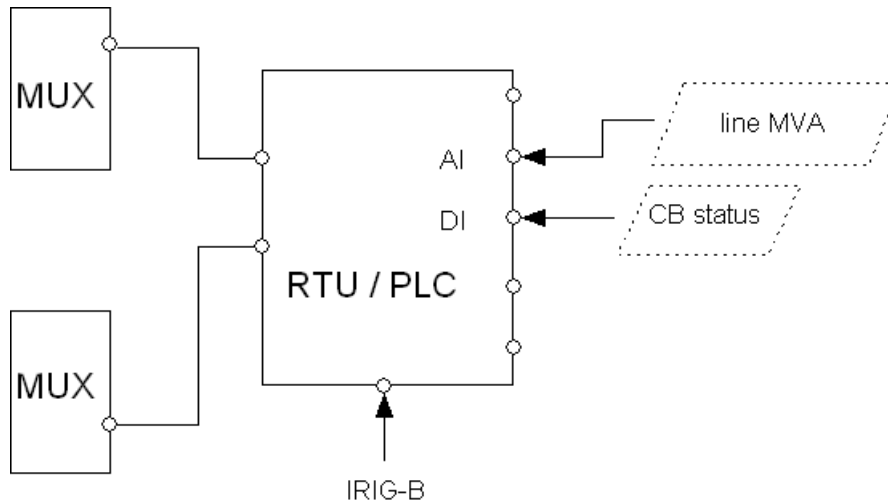 MUX
line MVA
AI
CB status
DI
RTU / PLC
MUX
IRIG-B